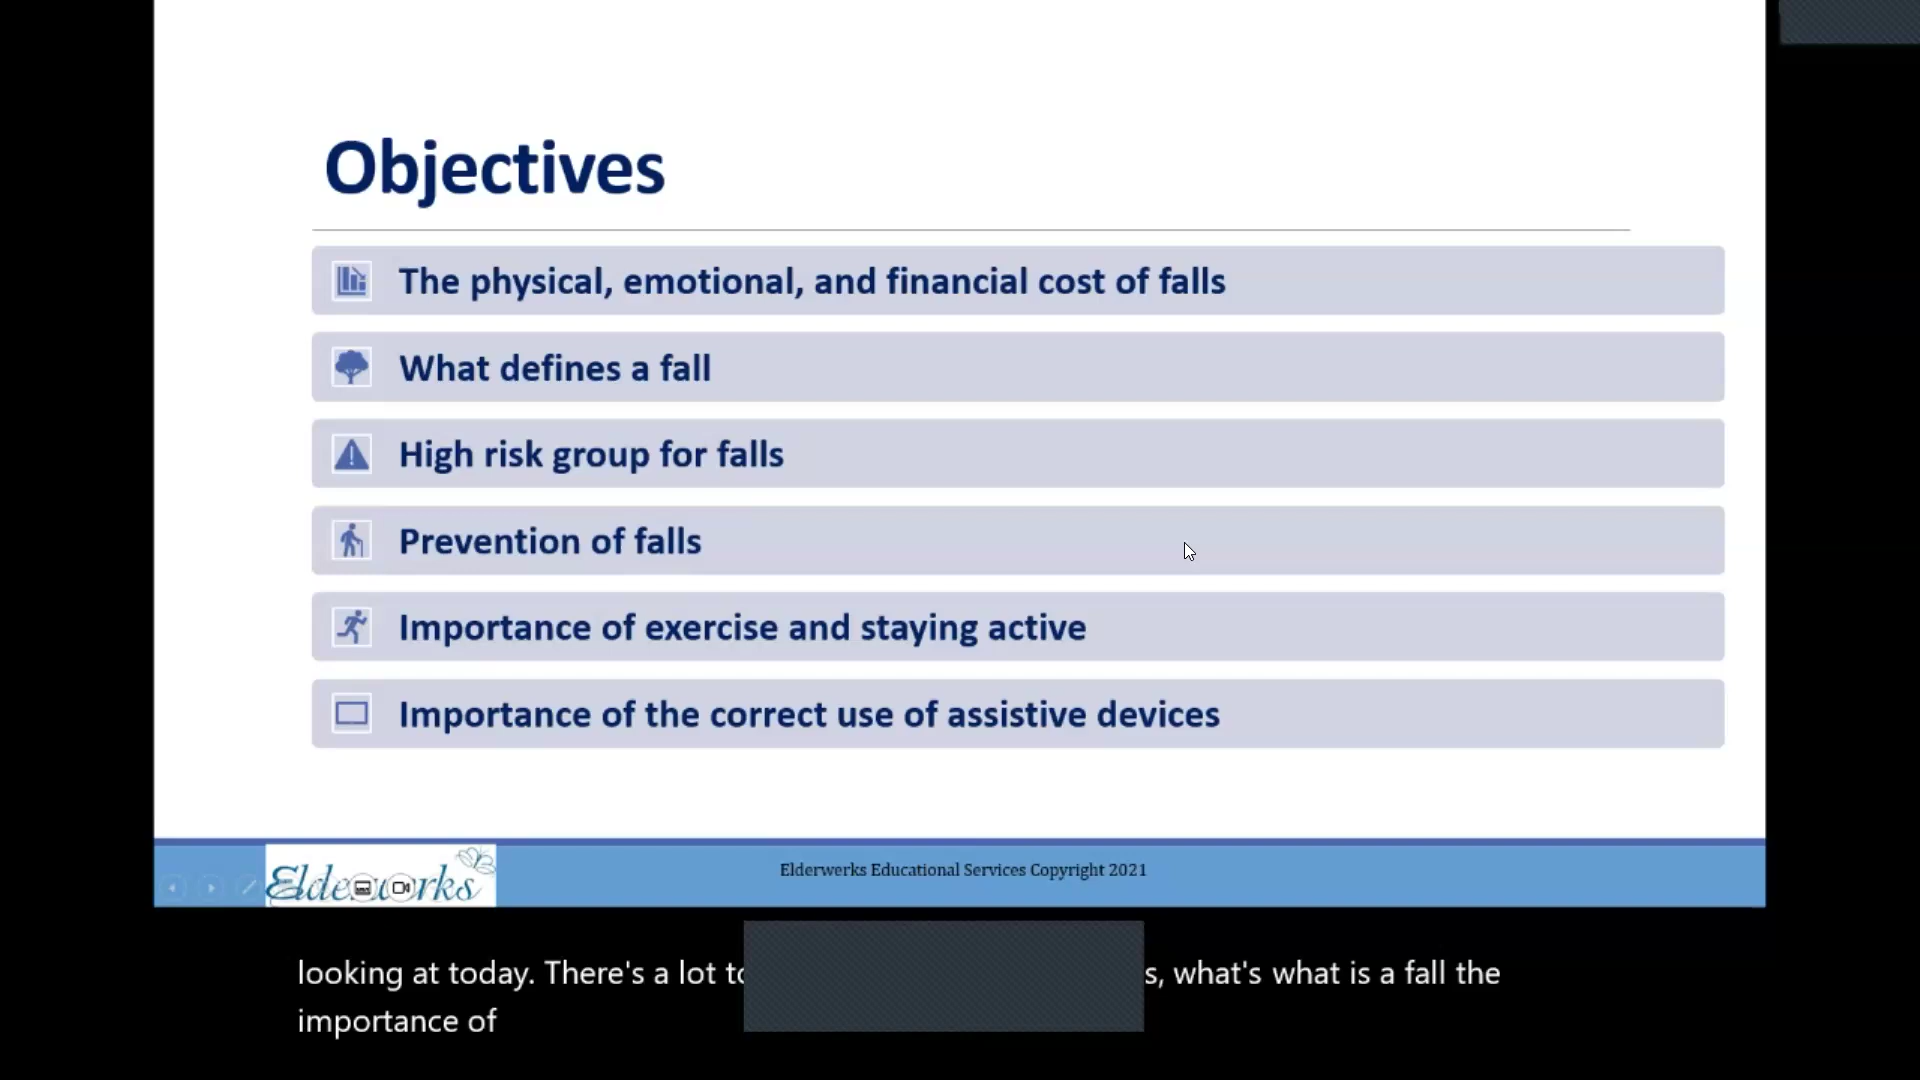 Objectives
The physical, emotional, and financial cost of falls
What defines a fall
High risk group for falls
Prevention of falls
Importance of exercise and staying active
Importance of the correct use of assistive devices
Elderwerks
Elderwerks Educational Services Copyright 2021
looking at today. There's a lot to s, what's what is a fall the
importance of